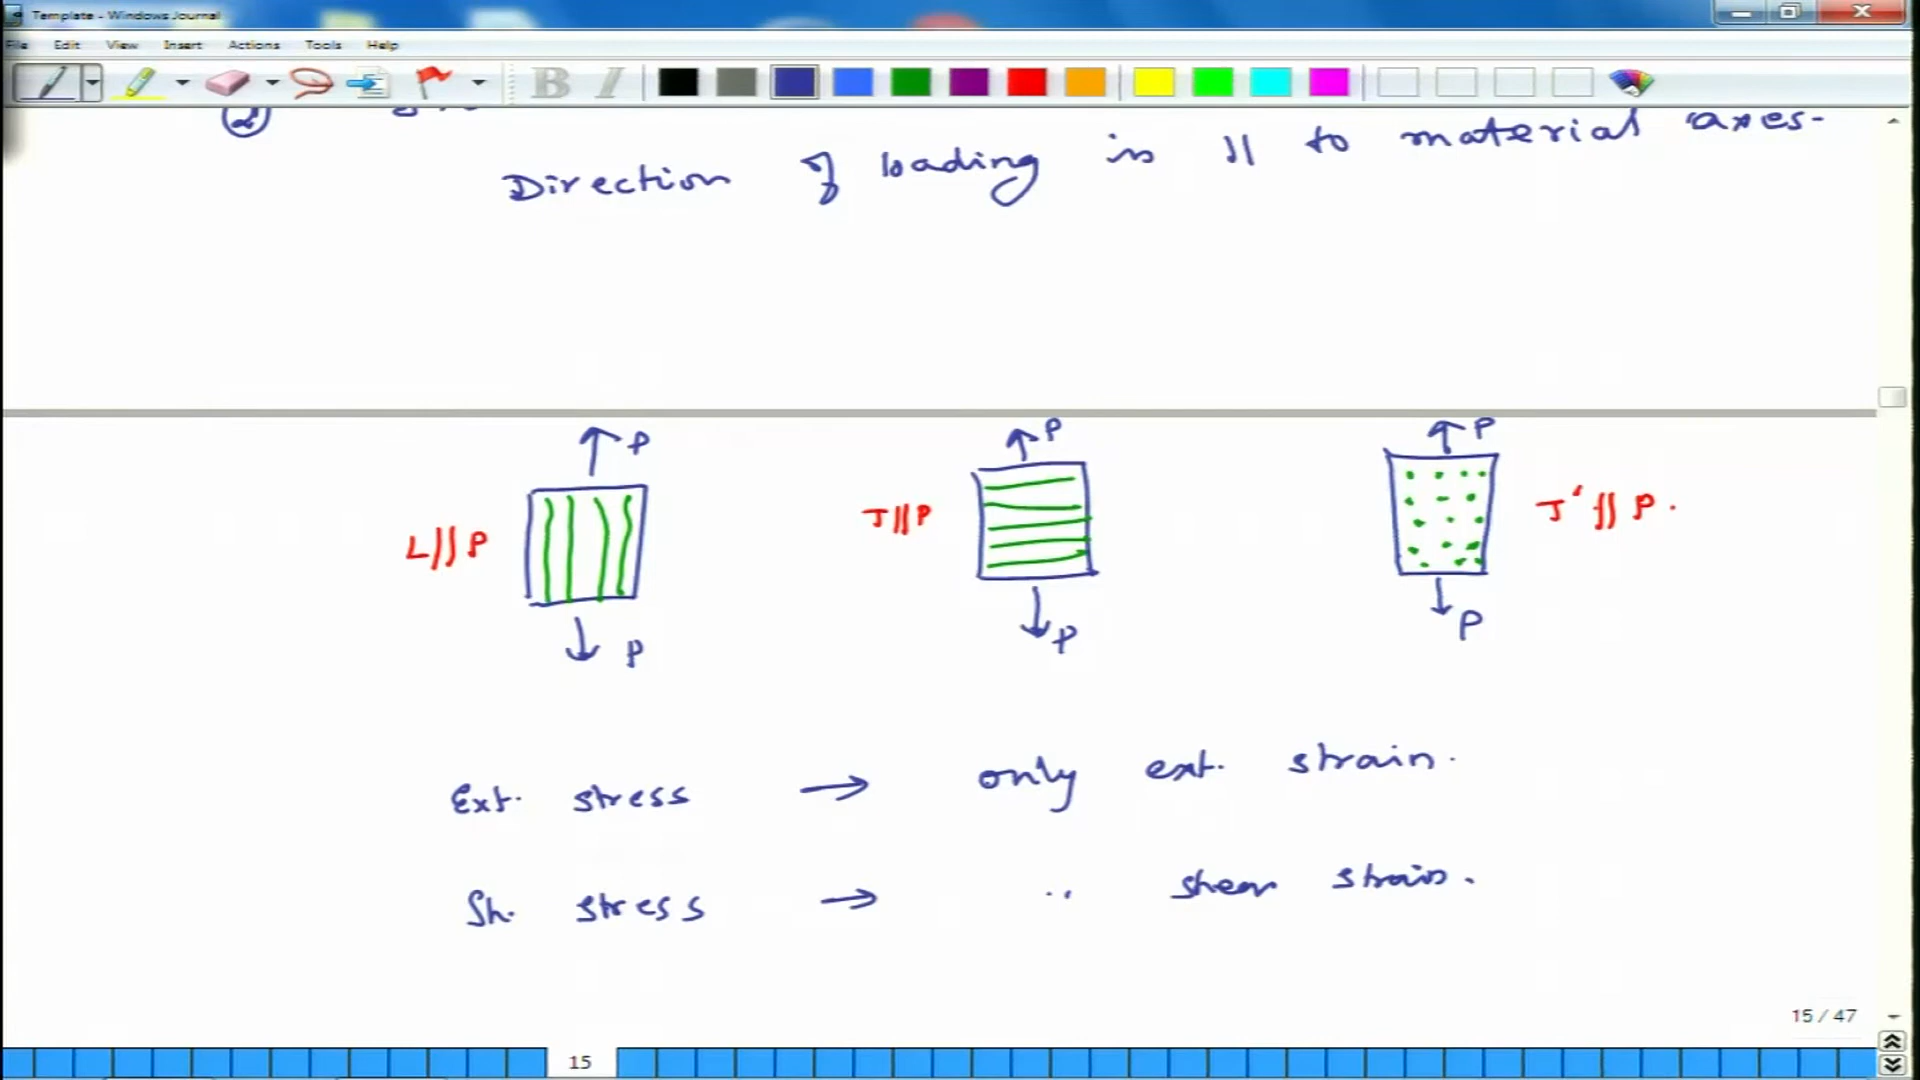 Template - Windows Journal
File Edit View Insert Actions Tools Help
B I
②
Direction of loading is || to material axes-
P P P
L//P T//P T'//P.
P P P
Ext. stress → only ext. strain.
Sh. stress → " shear strain.
15 / 47
15